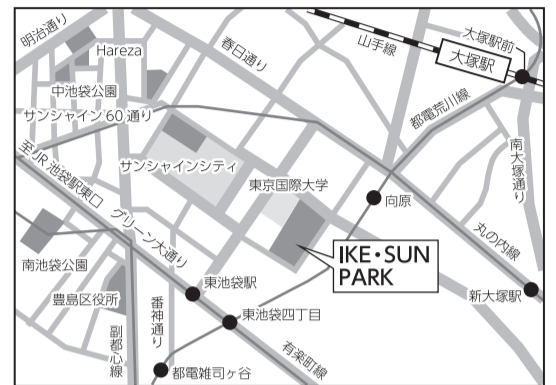 明治通り
Hareza
春日通り
山手線
大塚駅前
大塚駅
中池袋公園
サンシャイン60通り
都電荒川線
南大塚通り
至JR池袋駅東口
サンシャインシティ
東京国際大学
向原
グリーン大通り
丸の内線
IKE・SUN
PARK
南池袋公園
東池袋駅
新大塚駅
豊島区役所
番神通り
東池袋四丁目
副都心線
有楽町線
都電雑司ヶ谷